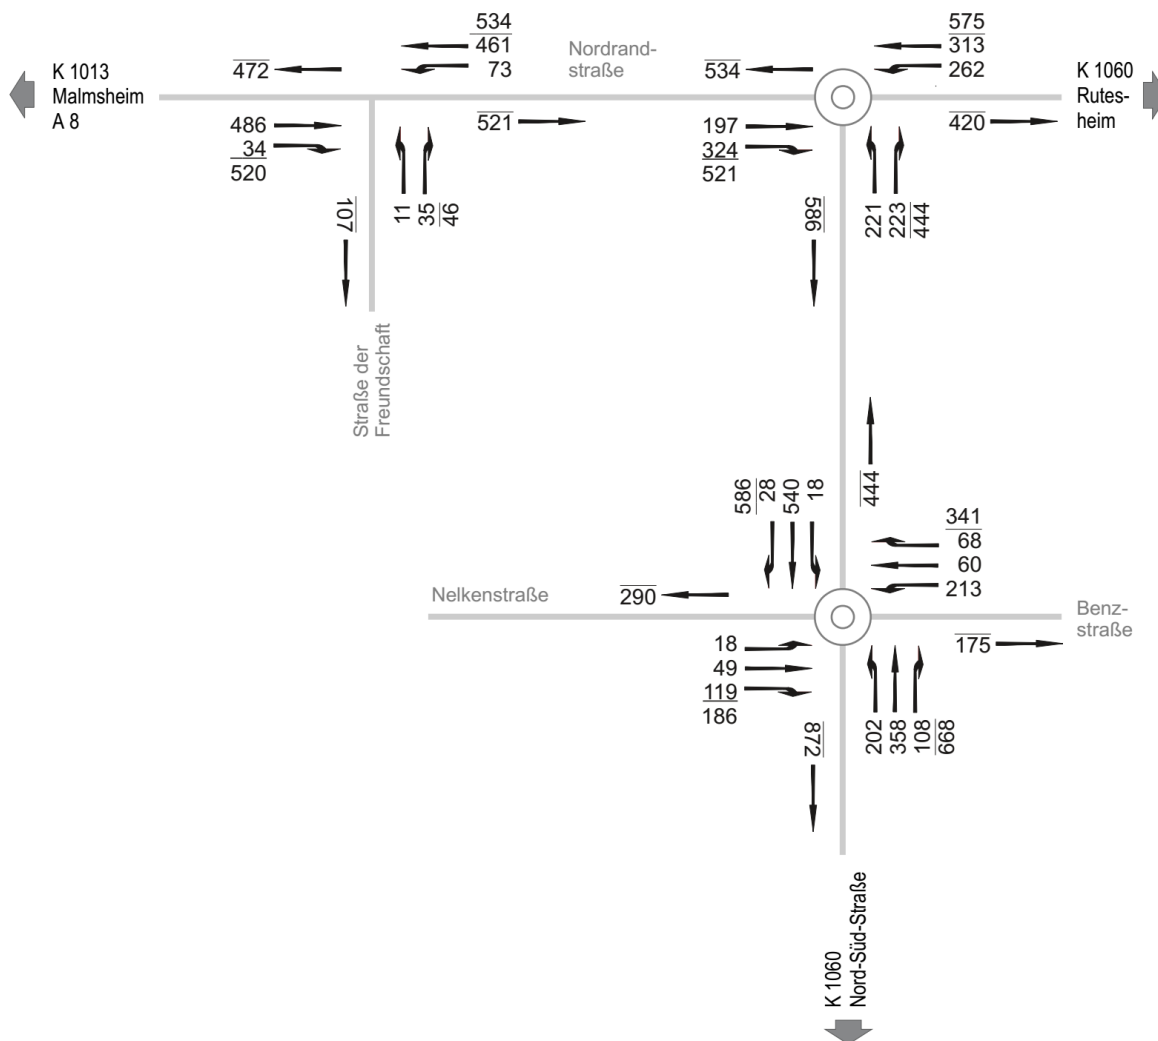 534
461
73
472
K 1013
Malmsheim
A 8
486
34
520
107
11
35
46
521
Straße der
Freundschaft
Nordrand-
straße
534
197
324
521
575
313
262
K 1060
Rutes-
heim
420
221
223
444
586
444
586
28
540
18
341
68
60
213
Nelkenstraße
290
Benz-
straße
175
18
49
119
186
872
202
358
108
668
K 1060
Nord-Süd-Straße